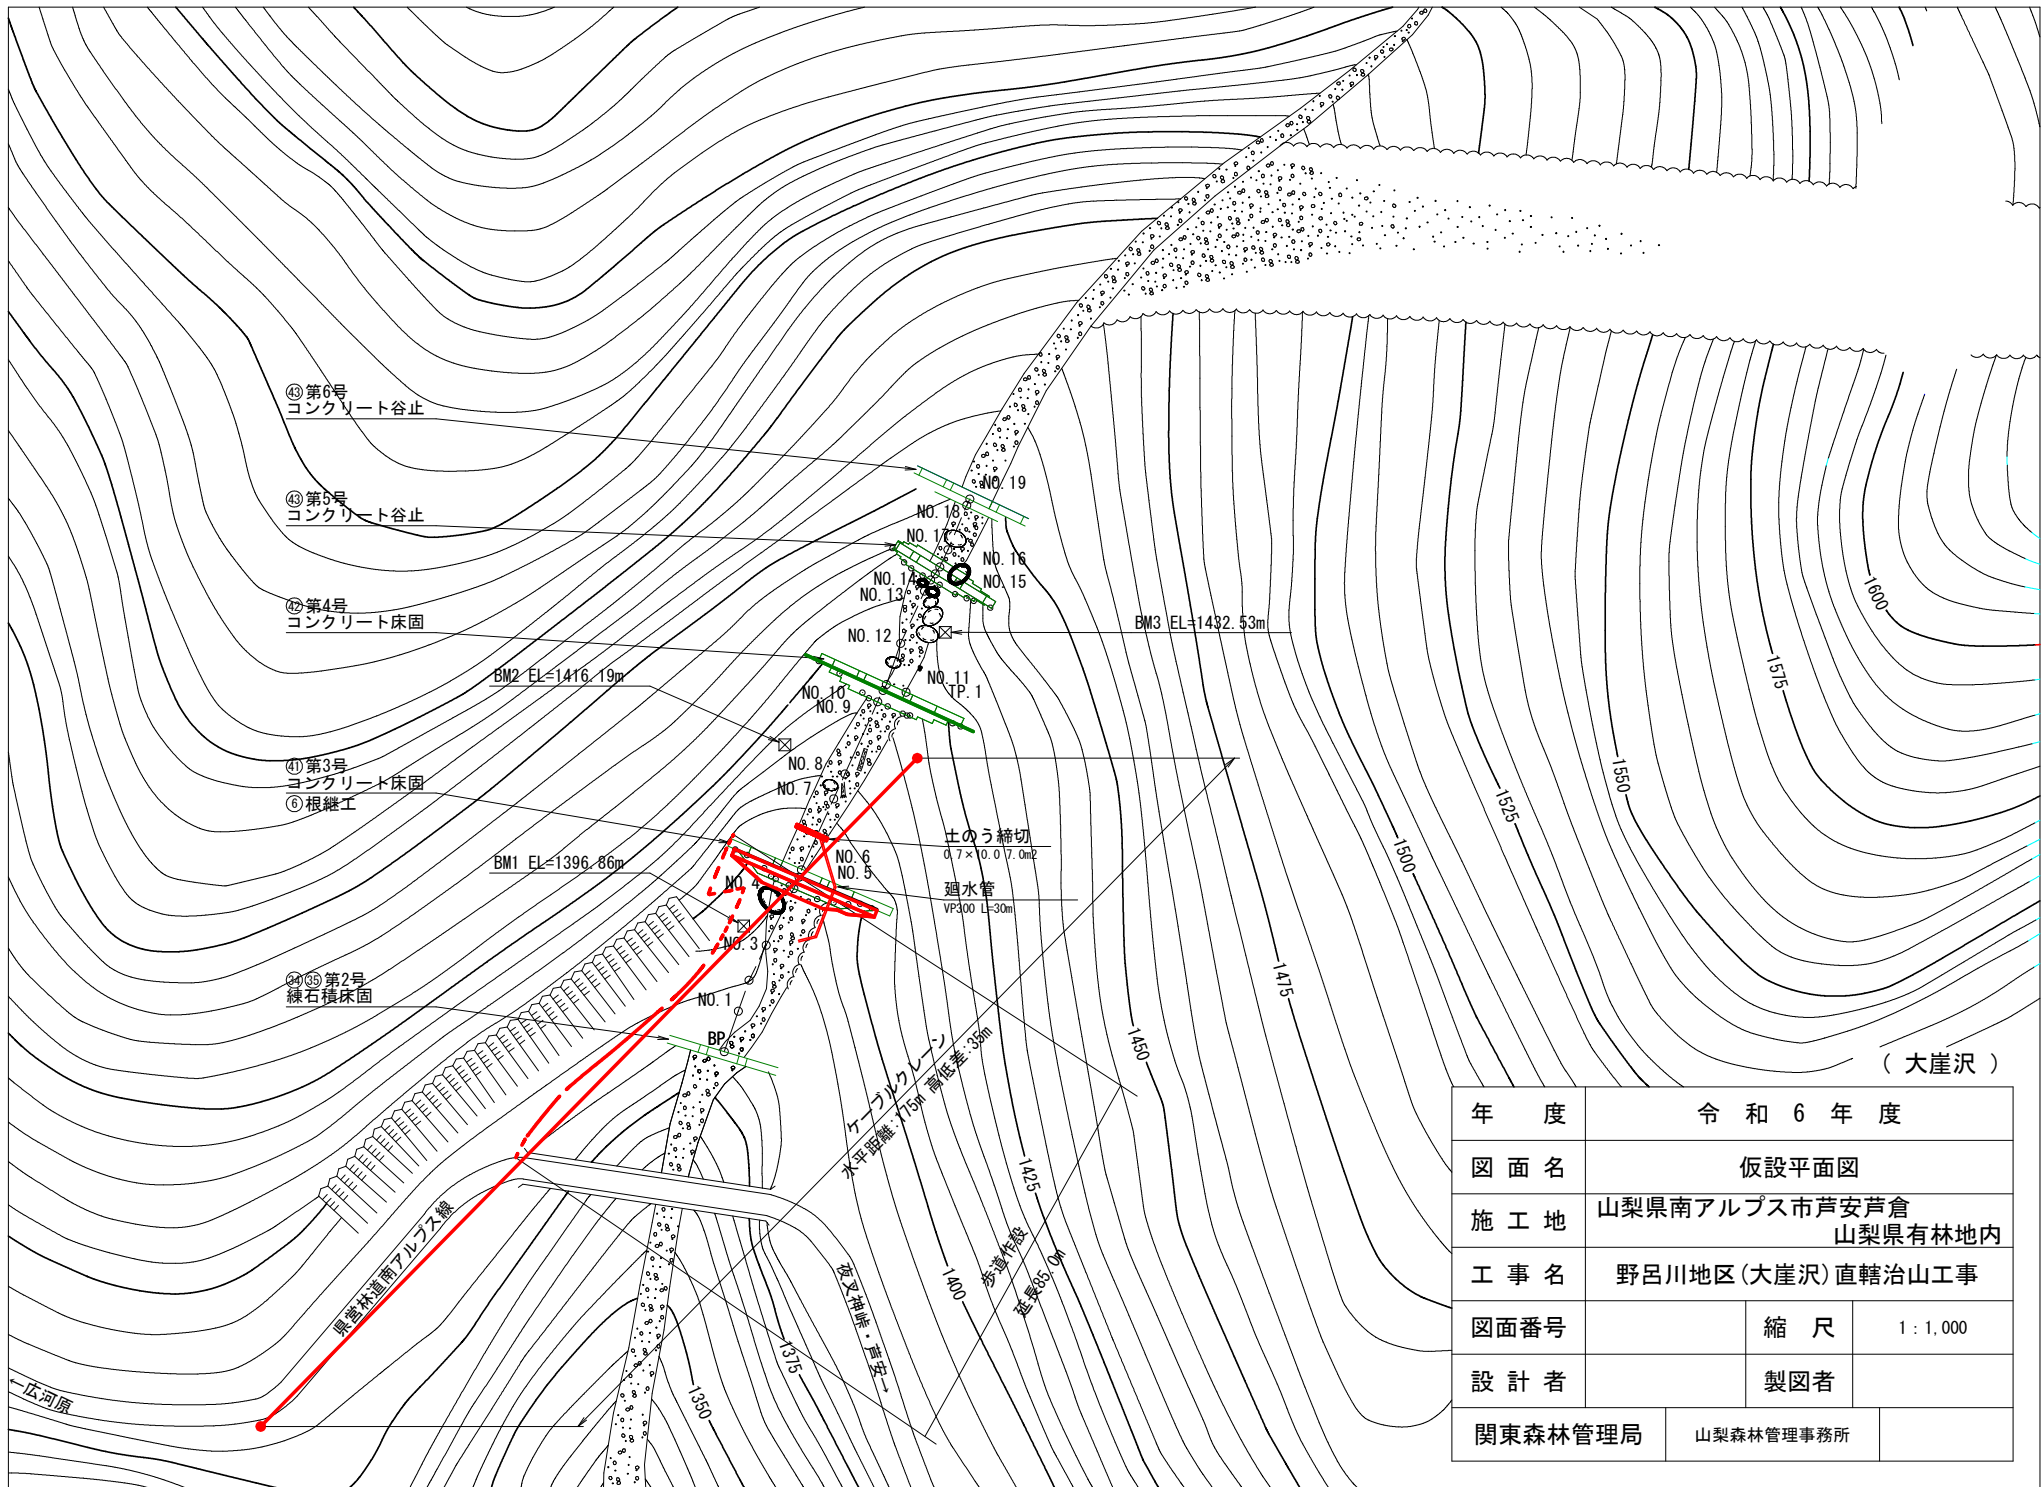 ㊸第6号
コンクリート谷止
㊸第5号
コンクリート谷止
㊷第4号
コンクリート床固
BM2 EL=1416.19m
㊶第3号
コンクリート床固
⑥根継工
BM1 EL=1396.86m
㉞㉟第2号
練石積床固
NO.19
NO.18
NO.17
NO.16
NO.15
NO.14
NO.13
NO.12
BM3 EL=1432.53m
NO.11
TP.1
NO.10
NO.9
NO.8
NO.7
土のう締切
0.7×10.0 7.0m2
NO.6
NO.5
NO.4
廻水管
VP300 L=30m
NO.3
NO.1
BP
ケーブルクレーン
水平距離:175m 高低差:35m
歩道作設
延長85.0m
県営林道南アルプス線
夜叉神峠・芦安→
←広河原
1350
1375
1400
1425
1450
1475
1500
1525
1550
1575
1600
( 大崖沢 )
年 度 令和6年度
図面名 仮設平面図
施工地 山梨県南アルプス市芦安芦倉
山梨県有林地内
工事名 野呂川地区(大崖沢)直轄治山工事
図面番号 縮尺 1:1,000
設計者 製図者
関東森林管理局 山梨森林管理事務所